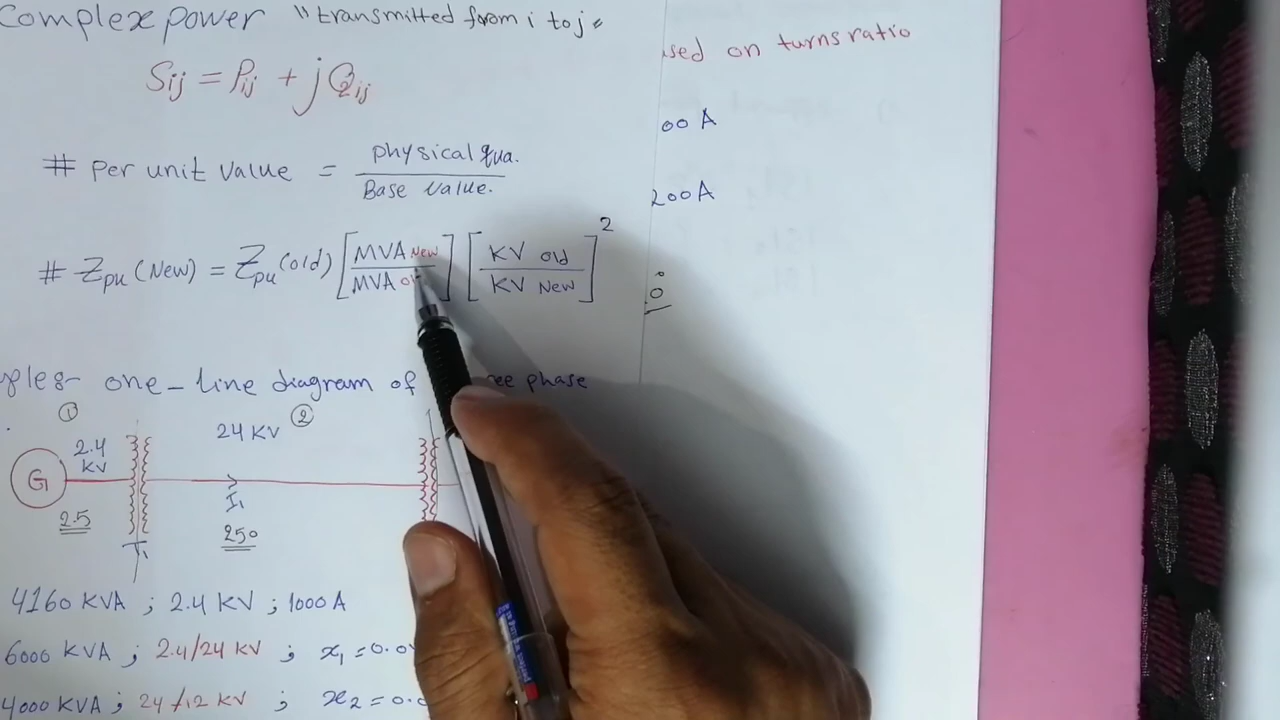 Complex power "transmitted from i to j"
sed on turns ratio
Sij = Pij + j Qij
00 A
# Per unit value = physical qua. / Base value.
200A
# Zpu (New) = Zpu (old) [MVA New / MVA] [KV old / KV New]²
one-line diagram of phase
① ②
2.4 KV
24 KV
G
I1
2.5
250
T1
4160 KVA ; 2.4 KV ; 1000 A
6000 KVA ; 2.4/24 KV ; x1 = 0.0
4000 KVA ; 24/12 KV ; x2 = 0.0